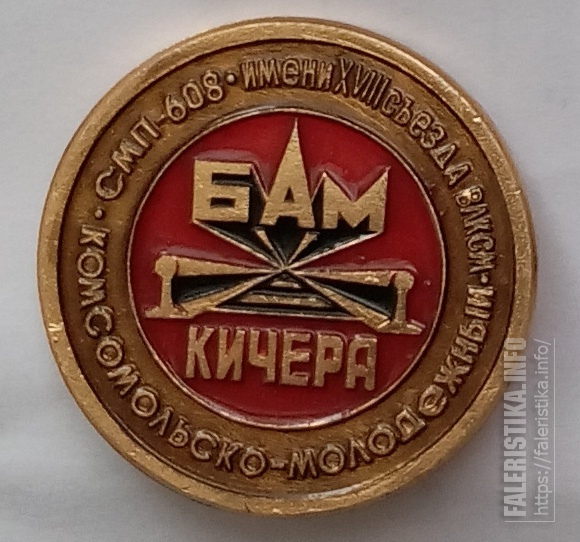 БАМ
КИЧЕРА
КОМСОМОЛЬСКО-МОЛОДЕЖНЫЙ · СМП-608 · имени XVIII съезда ВЛКСМ ·
FALERISTIKA.INFO
https://faleristika.info/